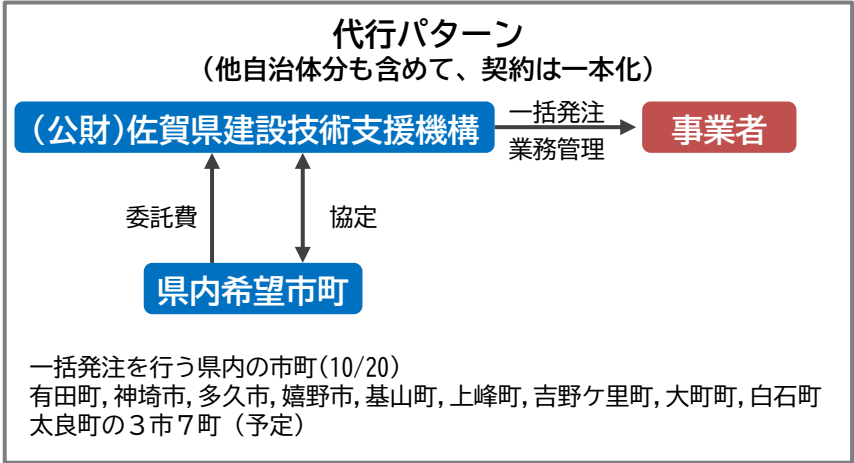 代行パターン
（他自治体分も含めて、契約は一本化）
（公財）佐賀県建設技術支援機構
一括発注
業務管理
事業者
委託費
協定
県内希望市町
一括発注を行う県内の市町(10/20)
有田町,神埼市,多久市,嬉野市,基山町,上峰町,吉野ケ里町,大町町,白石町
太良町の３市７町（予定）